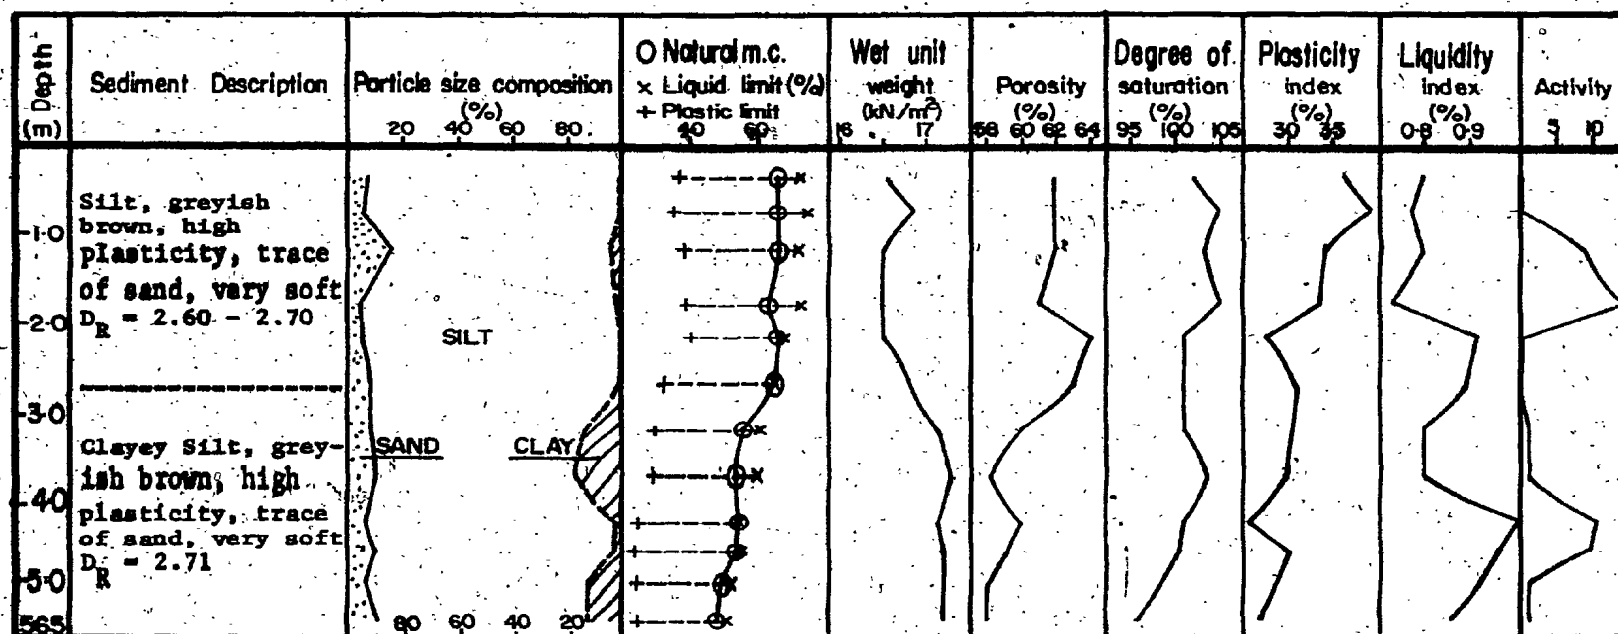 Depth (m)
Sediment Description
Particle size composition (%)
20 40 60 80
O Natural m.c.
× Liquid limit (%)
+ Plastic limit
40 60
Wet unit weight (kN/m²)
16 17
Porosity (%)
58 60 62 64
Degree of saturation (%)
95 100 105
Plasticity index (%)
30 35
Liquidity index (%)
0·8 0·9
Activity
5 10
Silt, greyish
brown, high
plasticity, trace
of sand, very soft
D_R = 2.60 - 2.70
1·0
2·0
SILT
3·0
Clayey Silt, grey-
ish brown, high
plasticity, trace
of sand, very soft
D_R = 2.71
SAND
CLAY
4·0
5·0
5·65
80 60 40 20